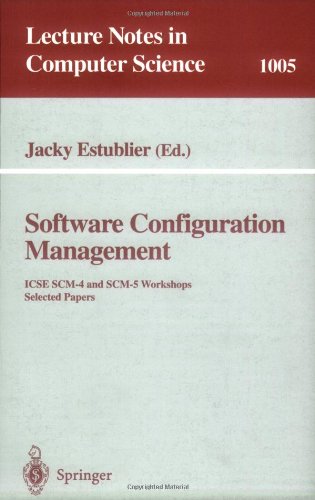 Lecture Notes in
Computer Science 1005
Jacky Estublier (Ed.)
Software Configuration
Management
ICSE SCM-4 and SCM-5 Workshops
Selected Papers
Springer